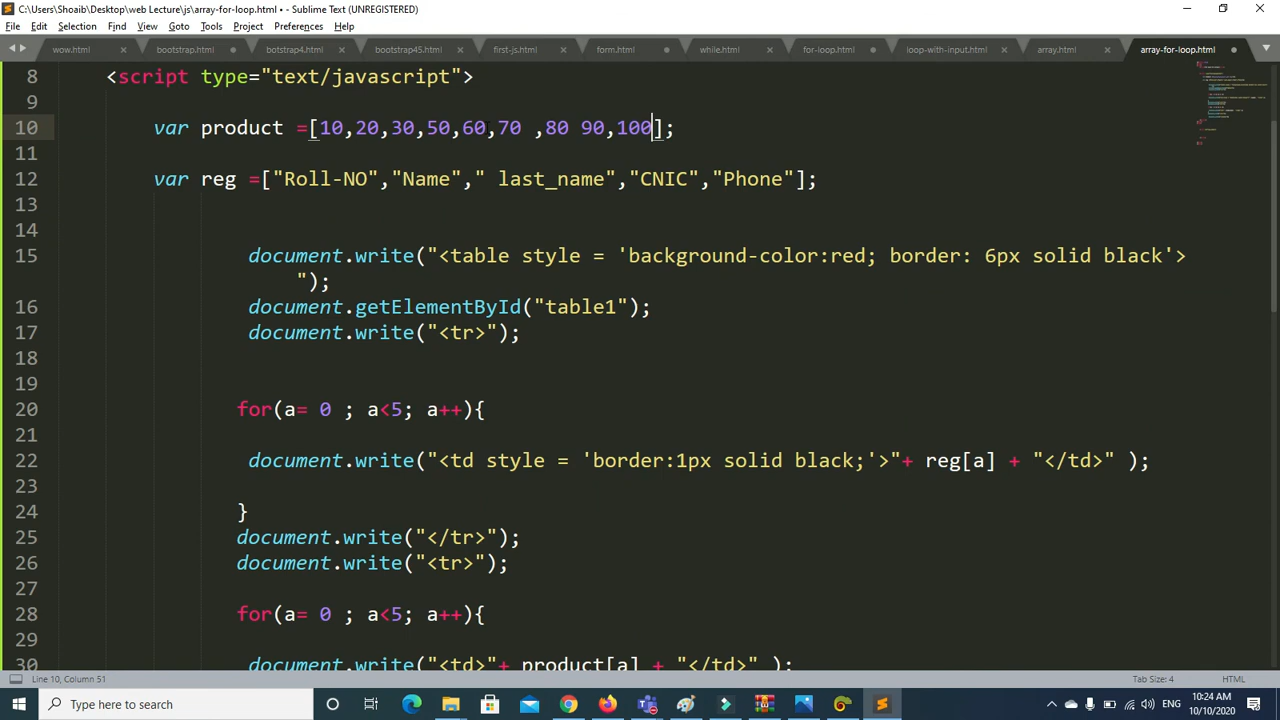 C:\Users\Shoaib\Desktop\web Lecture\js\array-for-loop.html • - Sublime Text (UNREGISTERED)
File Edit Selection Find View Goto Tools Project Preferences Help
wow.html bootstrap.html botstrap4.html bootstrap45.html first-js.html form.html while.html for-loop.html ioop-with-input.html array.html array-for-loop.html
8 <script type="text/javascript">
9
10 var product =[10,20,30,50,60,70 ,80 90,100];
11
12 var reg =["Roll-NO","Name"," last_name","CNIC","Phone"];
13
14
15 document.write("<table style = 'background-color:red; border: 6px solid black'>
");
16 document.getElementById("table1");
17 document.write("<tr>");
18
19
20 for(a= 0 ; a<5; a++){
21
22 document.write("<td style = 'border:1px solid black;'>"+ reg[a] + "</td>" );
23
24 }
25 document.write("</tr>");
26 document.write("<tr>");
27
28 for(a= 0 ; a<5; a++){
29
30 document.write("<td>"+ product[a] + "</td>" );
Line 10, Column 51 Tab Size: 4 HTML
Type here to search ENG 10:24 AM
10/10/2020